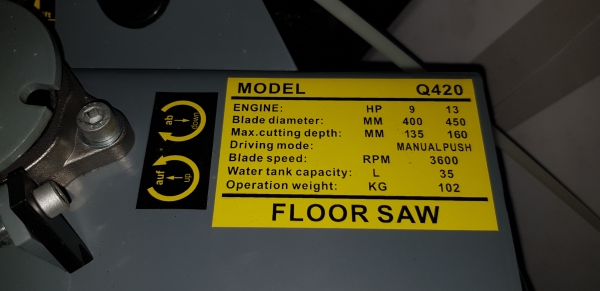 MODEL Q420
ENGINE: HP 9 13
Blade diameter: MM 400 450
Max.cutting depth: MM 135 160
Driving mode: MANUAL PUSH
Blade speed: RPM 3600
Water tank capacity: L 35
Operation weight: KG 102
FLOOR SAW
ab
down
auf
up